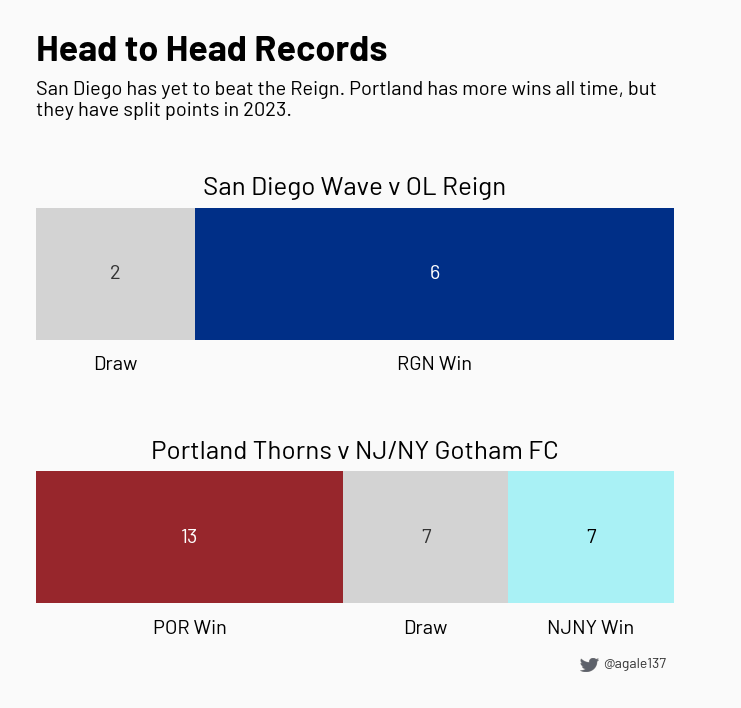 Head to Head Records
San Diego has yet to beat the Reign. Portland has more wins all time, but
they have split points in 2023.
San Diego Wave v OL Reign
2
6
Draw
RGN Win
Portland Thorns v NJ/NY Gotham FC
13
7
7
POR Win
Draw
NJNY Win
@agale137